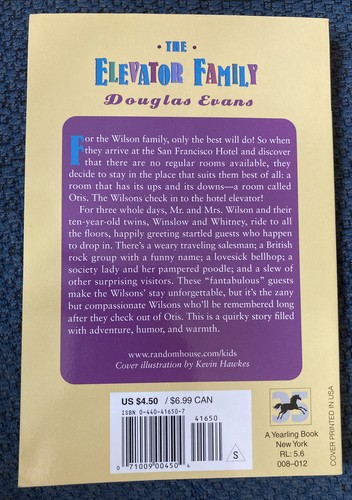 • THE •
ELEVATOR FAMILY
Douglas Evans
For the Wilson family, only the best will do! So when
they arrive at the San Francisco Hotel and discover
that there are no regular rooms available, they
decide to stay in the place that suits them best of all: a
room that has its ups and its downs—a room called
Otis. The Wilsons check in to the hotel elevator!
For three whole days, Mr. and Mrs. Wilson and their
ten-year-old twins, Winslow and Whitney, ride to all
the floors, happily greeting startled guests who happen
to drop in. There's a weary traveling salesman; a British
rock group with a funny name; a lovesick bellhop; a
society lady and her pampered poodle; and a slew of
other surprising visitors. These “fantabulous” guests
make the Wilsons' stay unforgettable, but it's the zany
but compassionate Wilsons who'll be remembered long
after they check out of Otis. This is a quirky story filled
with adventure, humor, and warmth.
www.randomhouse.com/kids
Cover illustration by Kevin Hawkes
US $4.50 / $6.99 CAN
ISBN 0-440-41650-7
41650
0 71009 00450 4
S
A Yearling Book
New York
RL: 5.6
008–012
COVER PRINTED IN USA